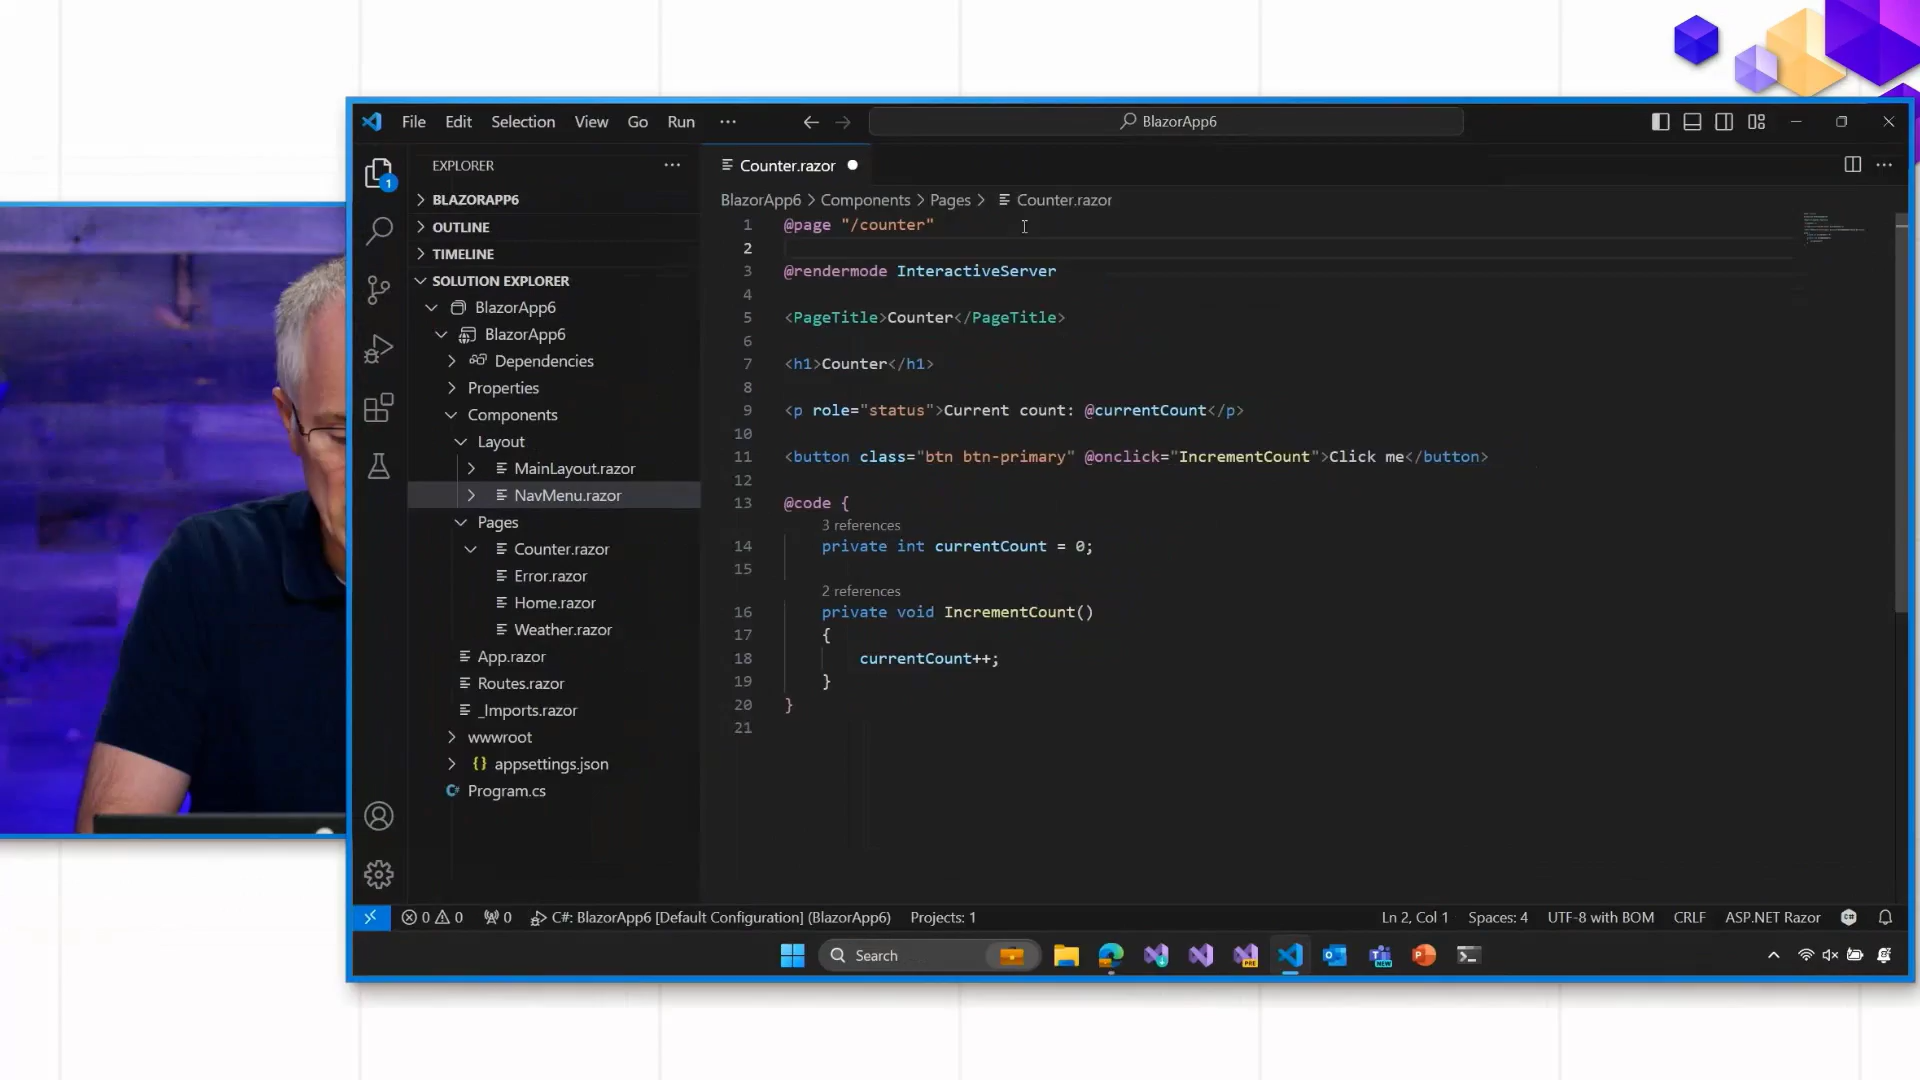 File Edit Selection View Go Run ···
BlazorApp6
EXPLORER ···
1
BLAZORAPP6
OUTLINE
TIMELINE
SOLUTION EXPLORER
BlazorApp6
BlazorApp6
Dependencies
Properties
Components
Layout
MainLayout.razor
NavMenu.razor
Pages
Counter.razor
Error.razor
Home.razor
Weather.razor
App.razor
Routes.razor
_Imports.razor
wwwroot
{} appsettings.json
C# Program.cs
Counter.razor
BlazorApp6 > Components > Pages > Counter.razor
1 @page "/counter"
2
3 @rendermode InteractiveServer
4
5 <PageTitle>Counter</PageTitle>
6
7 <h1>Counter</h1>
8
9 <p role="status">Current count: @currentCount</p>
10
11 <button class="btn btn-primary" @onclick="IncrementCount">Click me</button>
12
13 @code {
3 references
14 private int currentCount = 0;
15
2 references
16 private void IncrementCount()
17 {
18 currentCount++;
19 }
20 }
21
0 0 0 C#: BlazorApp6 [Default Configuration] (BlazorApp6) Projects: 1 Ln 2, Col 1 Spaces: 4 UTF-8 with BOM CRLF ASP.NET Razor
Search
PRE
NEW